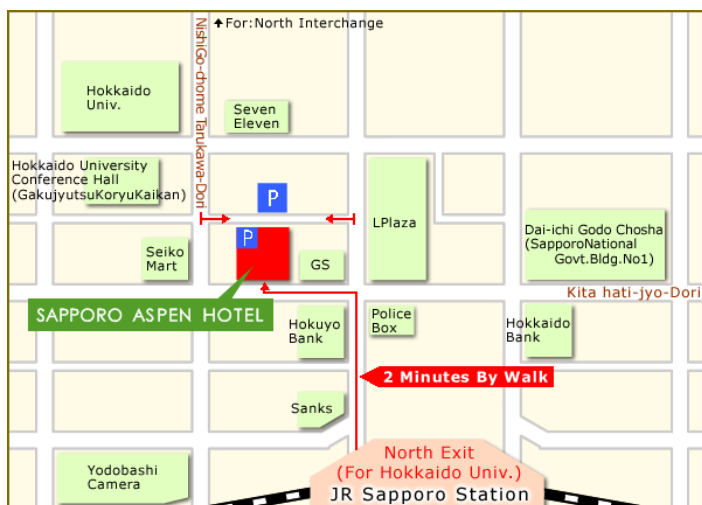 ↑For:North Interchange
NishiGo-chome Tarukawa-Dori
Hokkaido
Univ.
Seven
Eleven
Hokkaido University
Conference Hall
(GakujyutsuKoryuKaikan)
P
LPlaza
P
Dai-ichi Godo Chosha
(SapporoNational
Govt.Bldg.No1)
Seiko
Mart
GS
Kita hati-jyo-Dori
SAPPORO ASPEN HOTEL
Hokuyo
Bank
Police
Box
Hokkaido
Bank
2 Minutes By Walk
Sanks
North Exit
(For Hokkaido Univ.)
JR Sapporo Station
Yodobashi
Camera